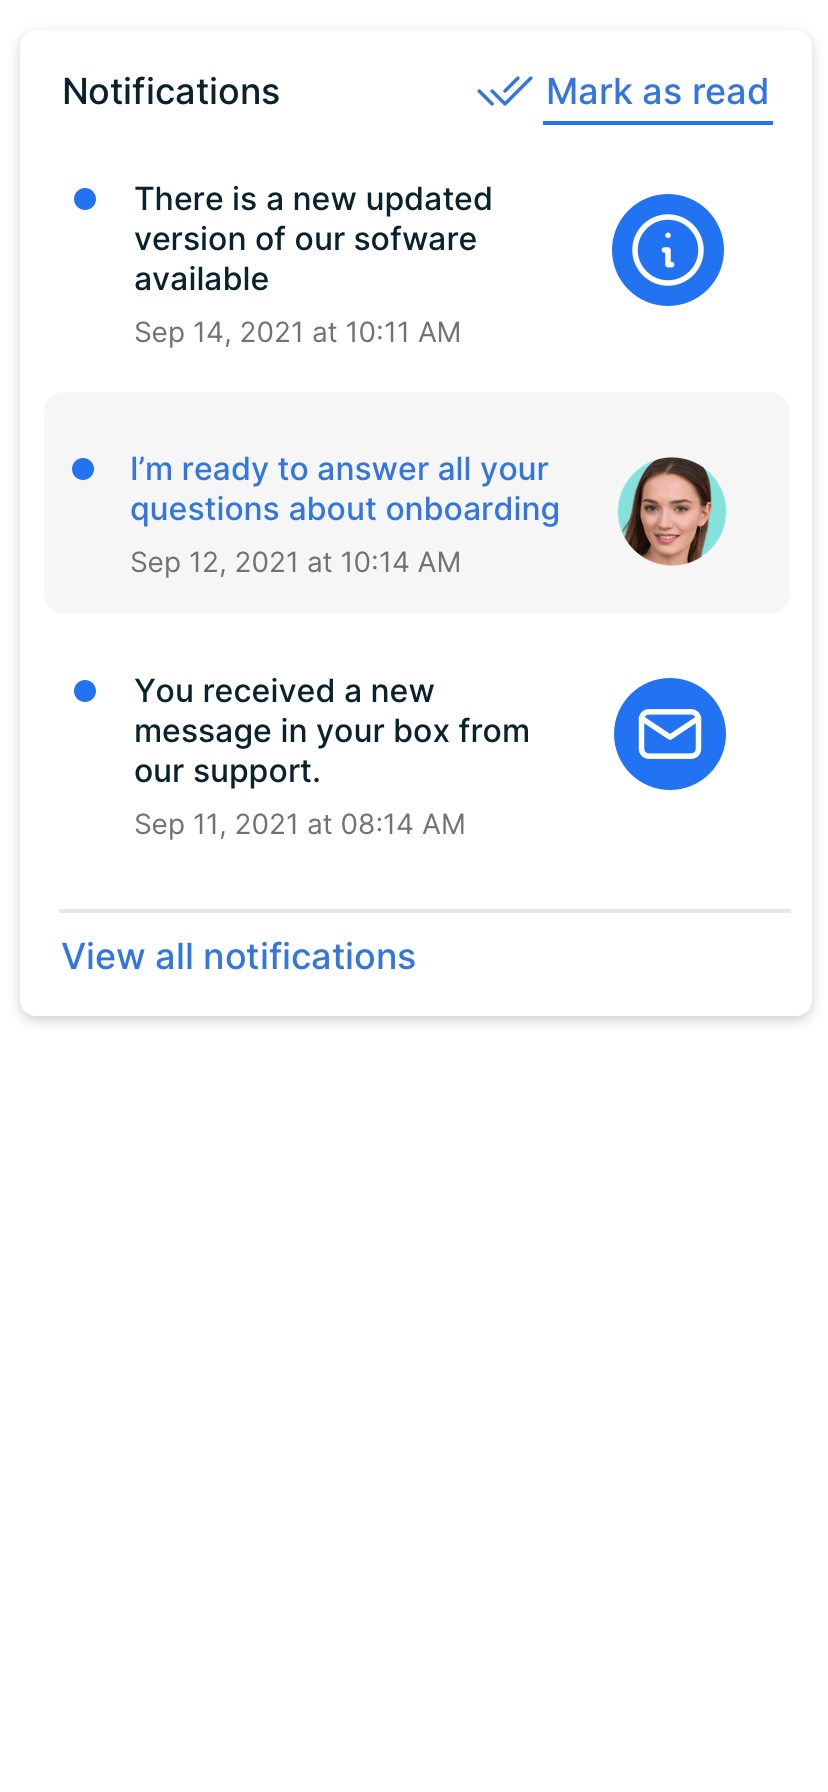 Notifications
Mark as read
There is a new updated
version of our sofware
available
Sep 14, 2021 at 10:11 AM
I’m ready to answer all your
questions about onboarding
Sep 12, 2021 at 10:14 AM
You received a new
message in your box from
our support.
Sep 11, 2021 at 08:14 AM
View all notifications